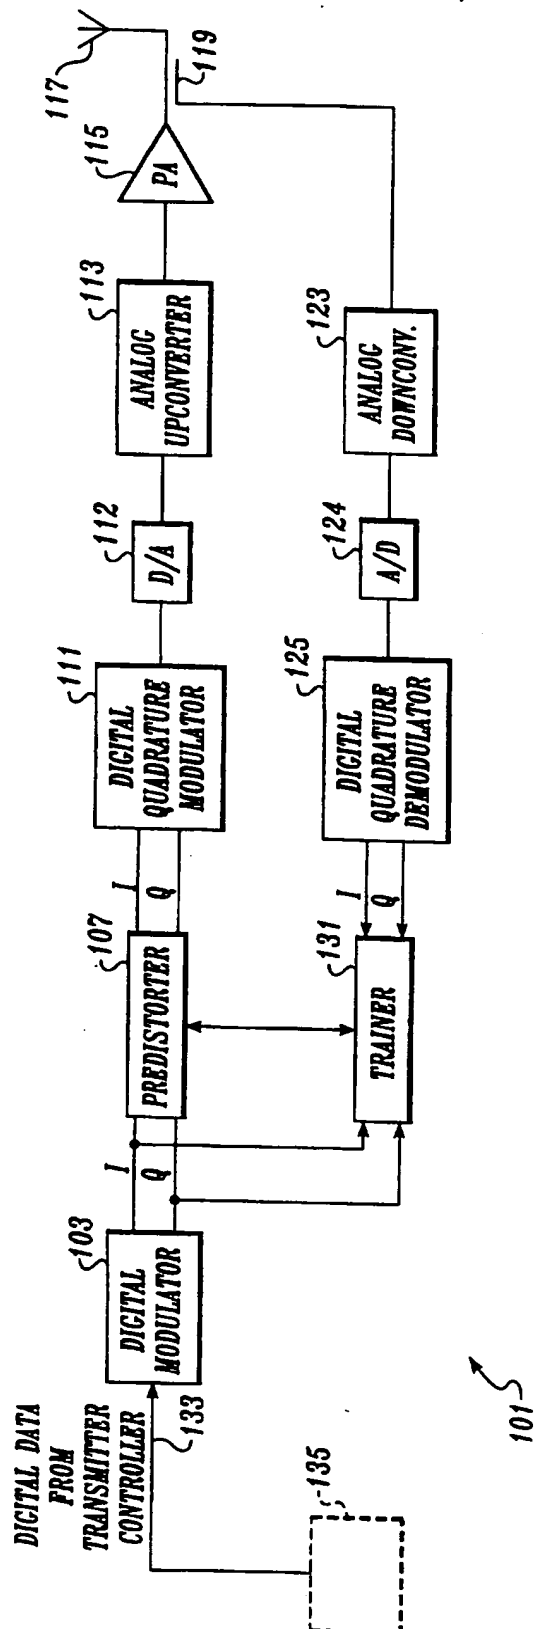 DIGITAL DATA
FROM
TRANSMITTER
CONTROLLER
133
135
101
103
DIGITAL
MODULATOR
I
Q
107
PREDISTORTER
I
Q
111
DIGITAL
QUADRATURE
MODULATOR
112
D/A
113
ANALOG
UPCONVERTER
115
PA
117
119
123
ANALOG
DOWNCONV.
124
A/D
125
DIGITAL
QUADRATURE
DEMODULATOR
I
Q
131
TRAINER